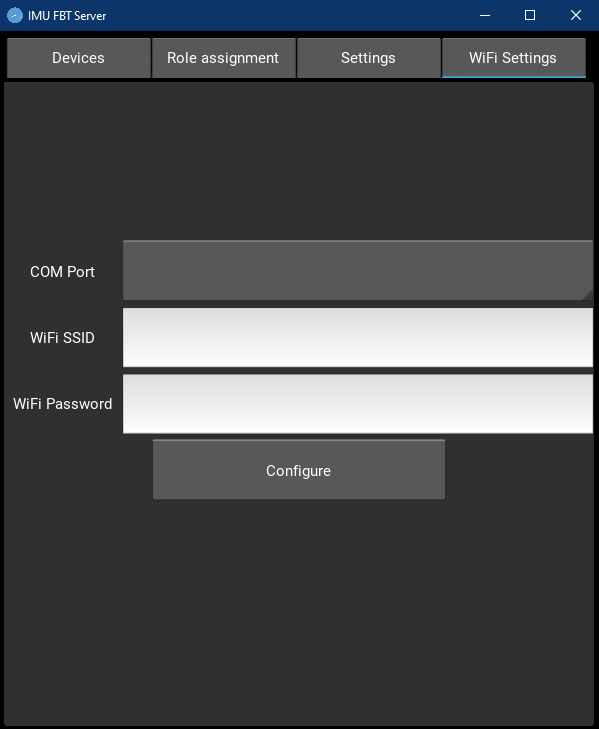 IMU FBT Server
Devices
Role assignment
Settings
WiFi Settings
COM Port
WiFi SSID
WiFi Password
Configure